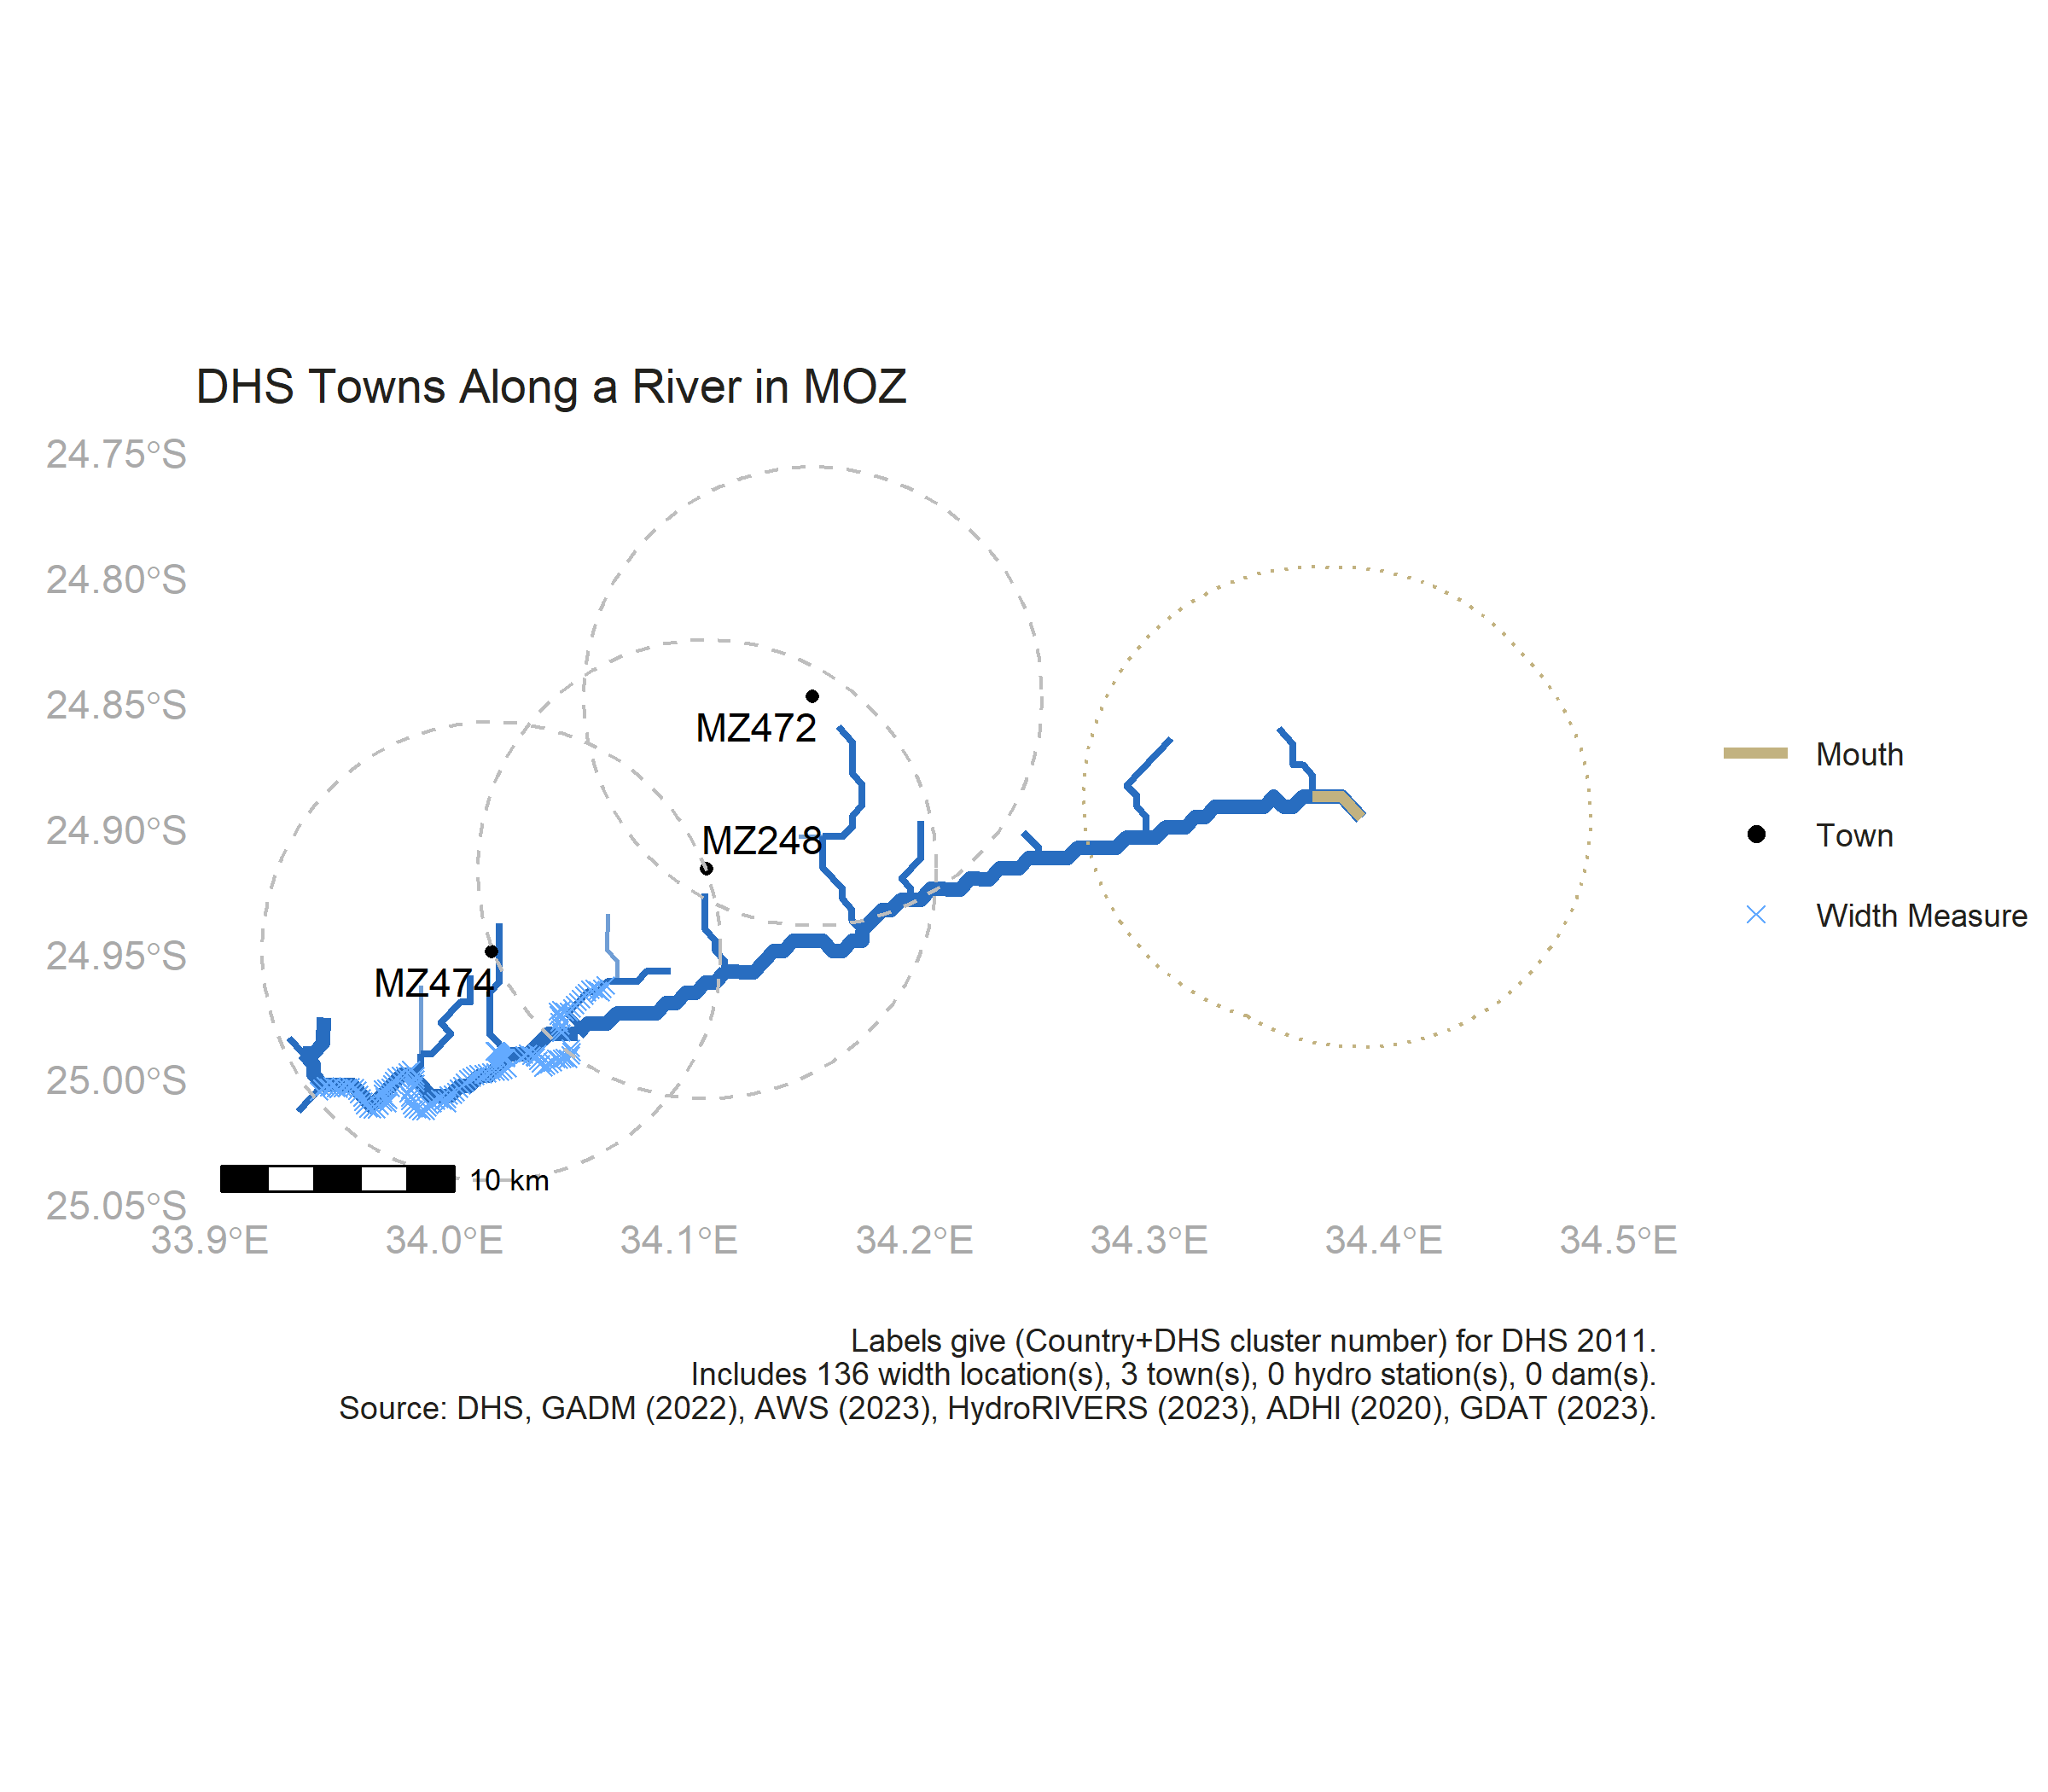 DHS Towns Along a River in MOZ
24.75°S
24.80°S
24.85°S
24.90°S
24.95°S
25.00°S
25.05°S
MZ472
MZ248
MZ474
10 km
33.9°E
34.0°E
34.1°E
34.2°E
34.3°E
34.4°E
34.5°E
Mouth
Town
Width Measure
Labels give (Country+DHS cluster number) for DHS 2011.
Includes 136 width location(s), 3 town(s), 0 hydro station(s), 0 dam(s).
Source: DHS, GADM (2022), AWS (2023), HydroRIVERS (2023), ADHI (2020), GDAT (2023).